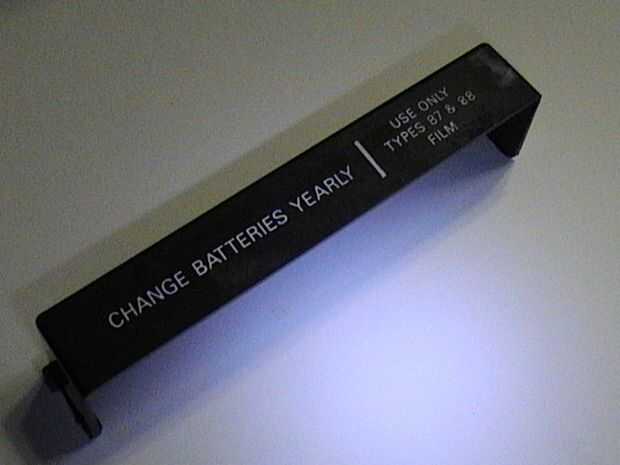 CHANGE BATTERIES YEARLY
USE ONLY
TYPES 87 & 88
FILM